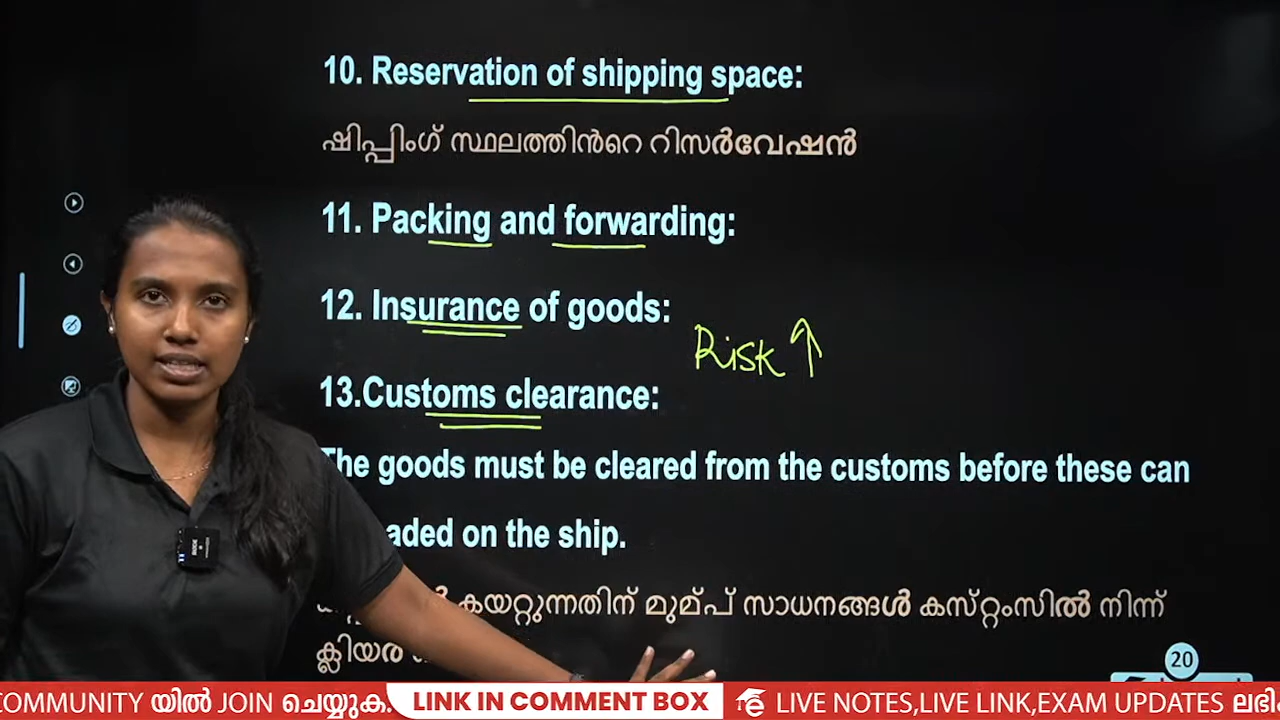 10. Reservation of shipping space:
ഷിപ്പിംഗ് സ്ഥലത്തിൻറെ റിസർവേഷൻ
11. Packing and forwarding:
12. Insurance of goods:
Risk ↑
13.Customs clearance:
The goods must be cleared from the customs before these can
aded on the ship.
കയറ്റുന്നതിന് മുമ്പ് സാധനങ്ങൾ കസ്റ്റംസിൽ നിന്ന്
ക്ലിയര
20
COMMUNITY യിൽ JOIN ചെയ്യുക. LINK IN COMMENT BOX LIVE NOTES,LIVE LINK,EXAM UPDATES ലഭി